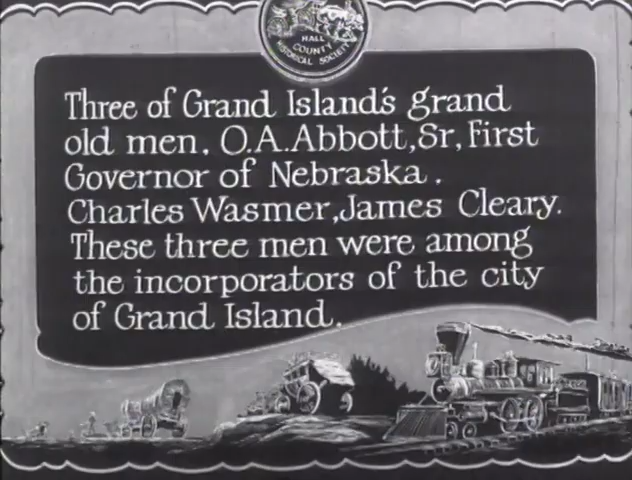 HALL
COUNTY
HISTORICAL SOCIETY
Three of Grand Island's grand
old men. O.A.Abbott,Sr, First
Governor of Nebraska.
Charles Wasmer,James Cleary.
These three men were among
the incorporators of the city
of Grand Island.